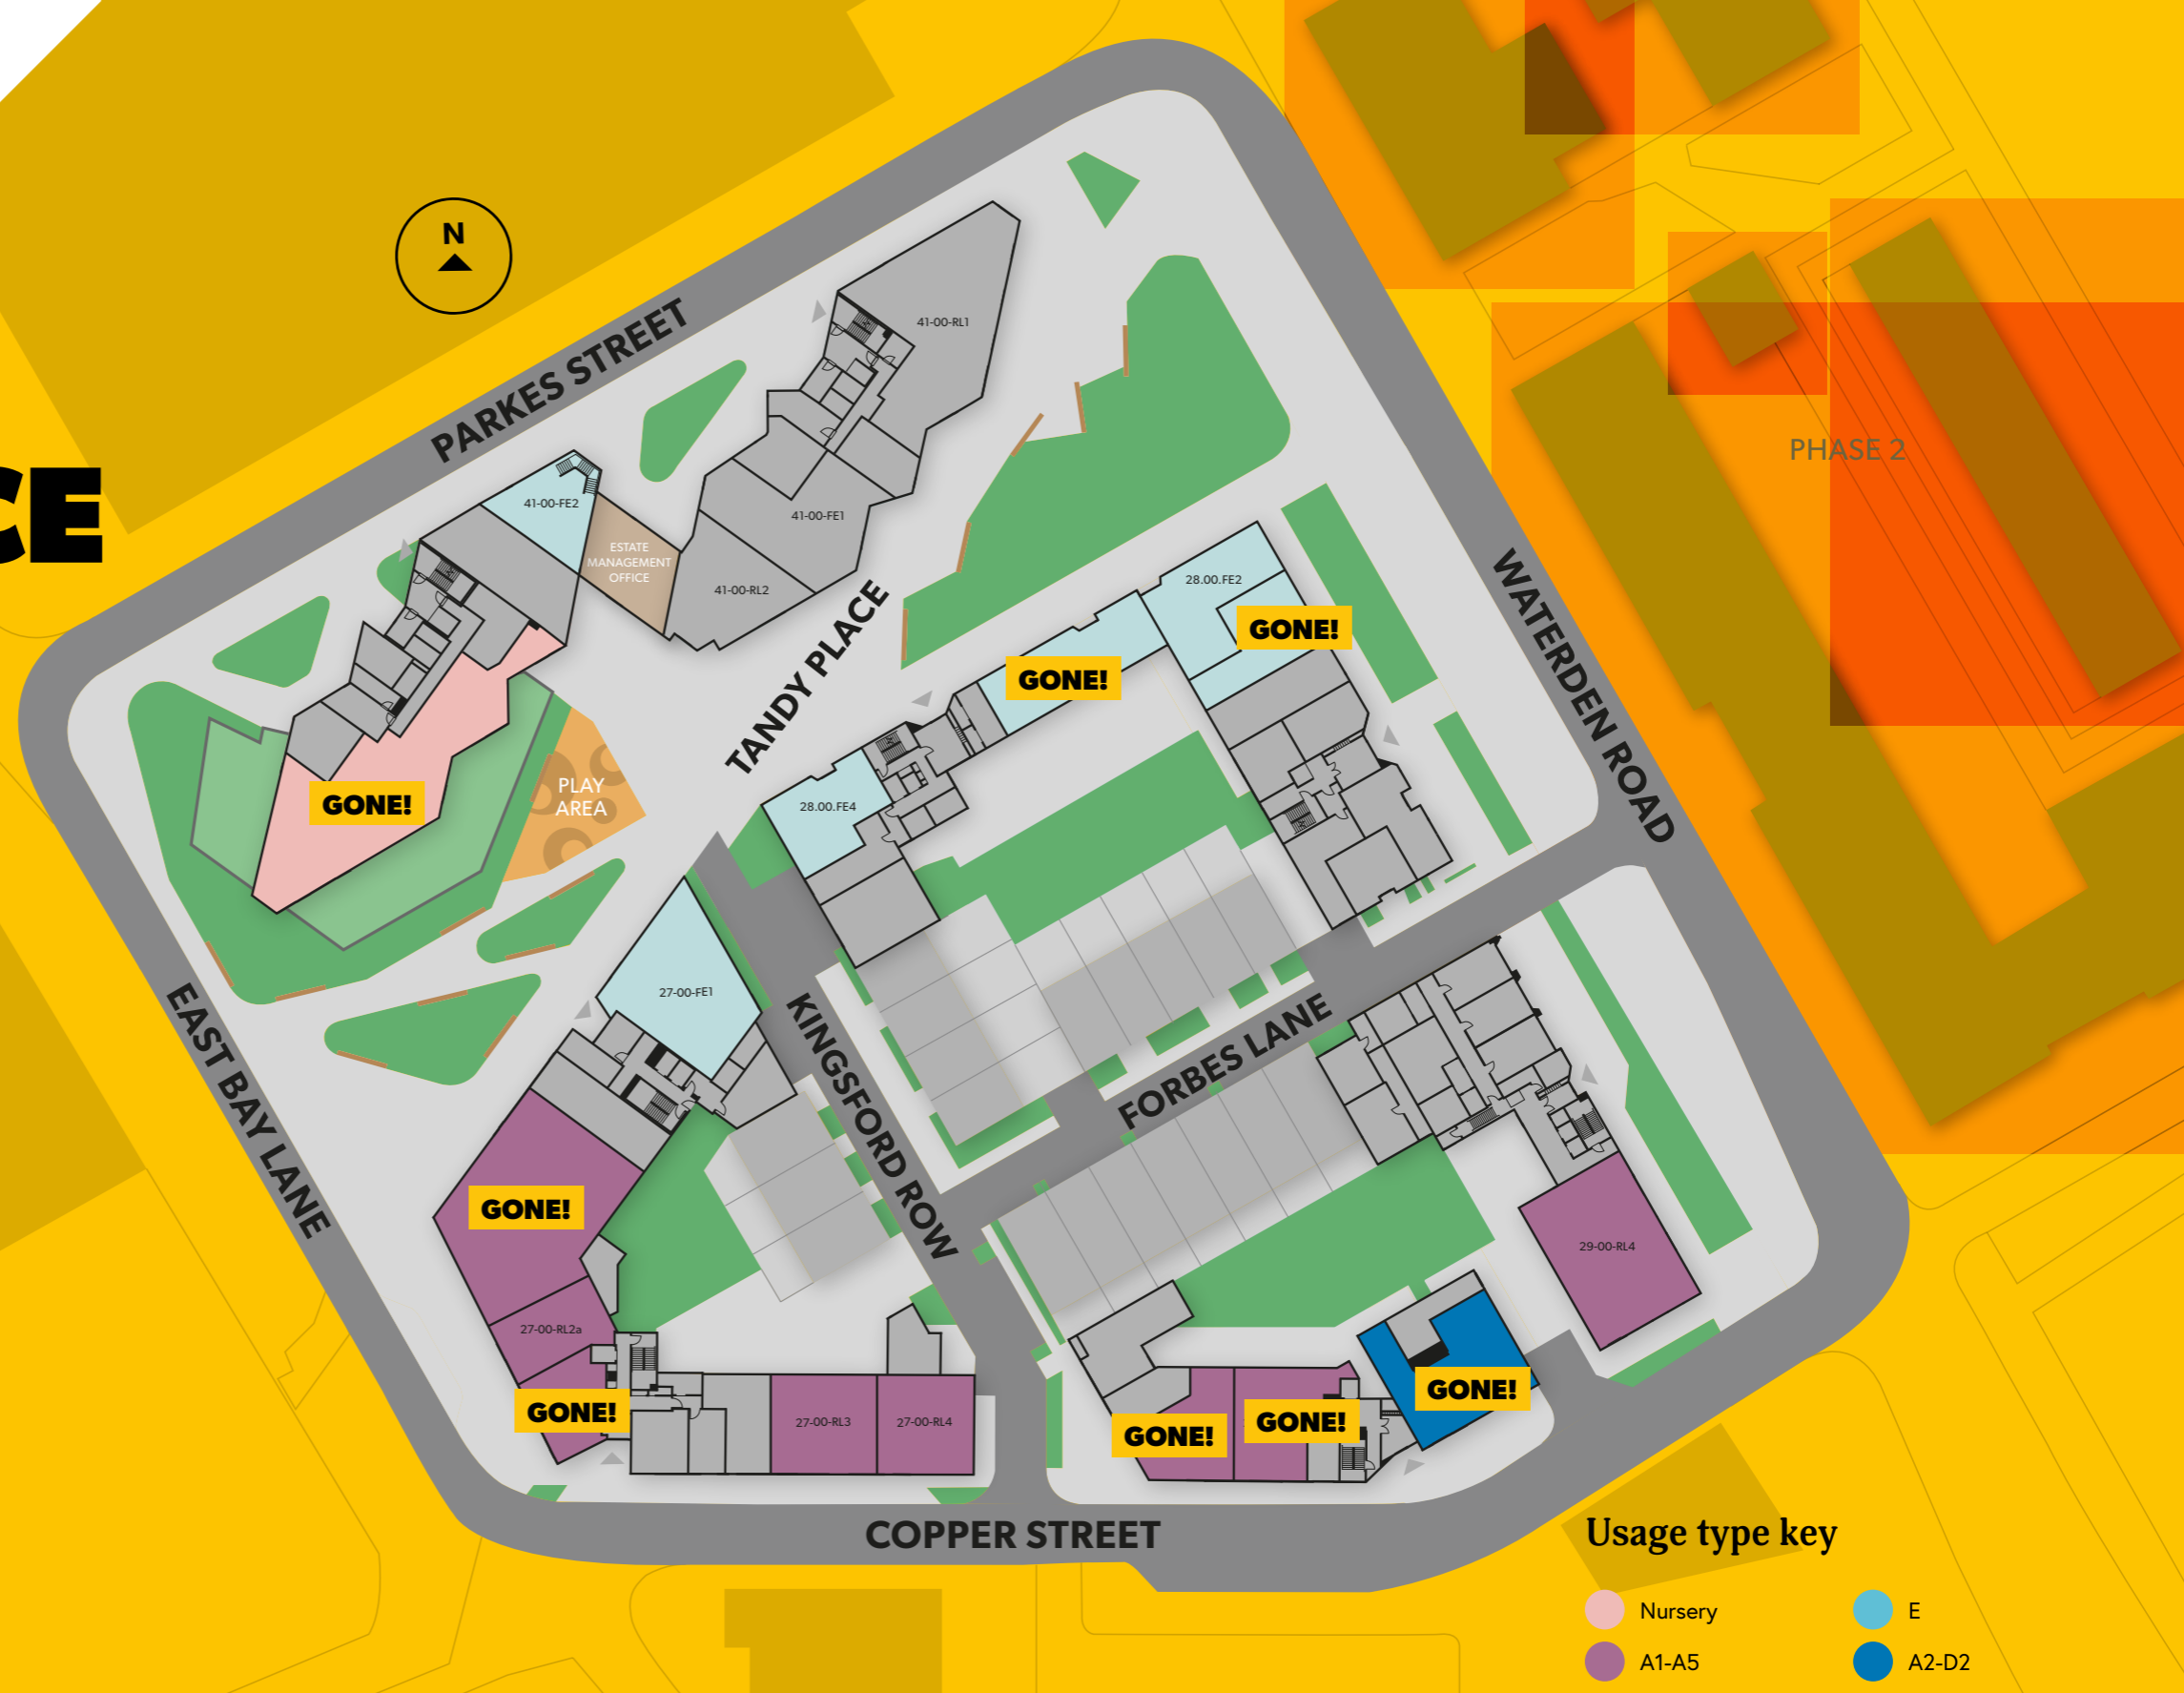 N
CE
PARKES STREET
41-00-RL1
PHASE 2
41-00-FE2
41-00-FE1
ESTATE
MANAGEMENT
OFFICE
41-00-RL2
28.00.FE2
GONE!
GONE!
TANDY PLACE
WATERDEN ROAD
PLAY
AREA
GONE!
28.00.FE4
27-00-FE1
EAST BAY LANE
KINGSFORD ROW
FORBES LANE
GONE!
29-00-RL4
27-00-RL2a
GONE!
27-00-RL3
27-00-RL4
GONE!
GONE!
GONE!
COPPER STREET
Usage type key
Nursery
E
A1-A5
A2-D2